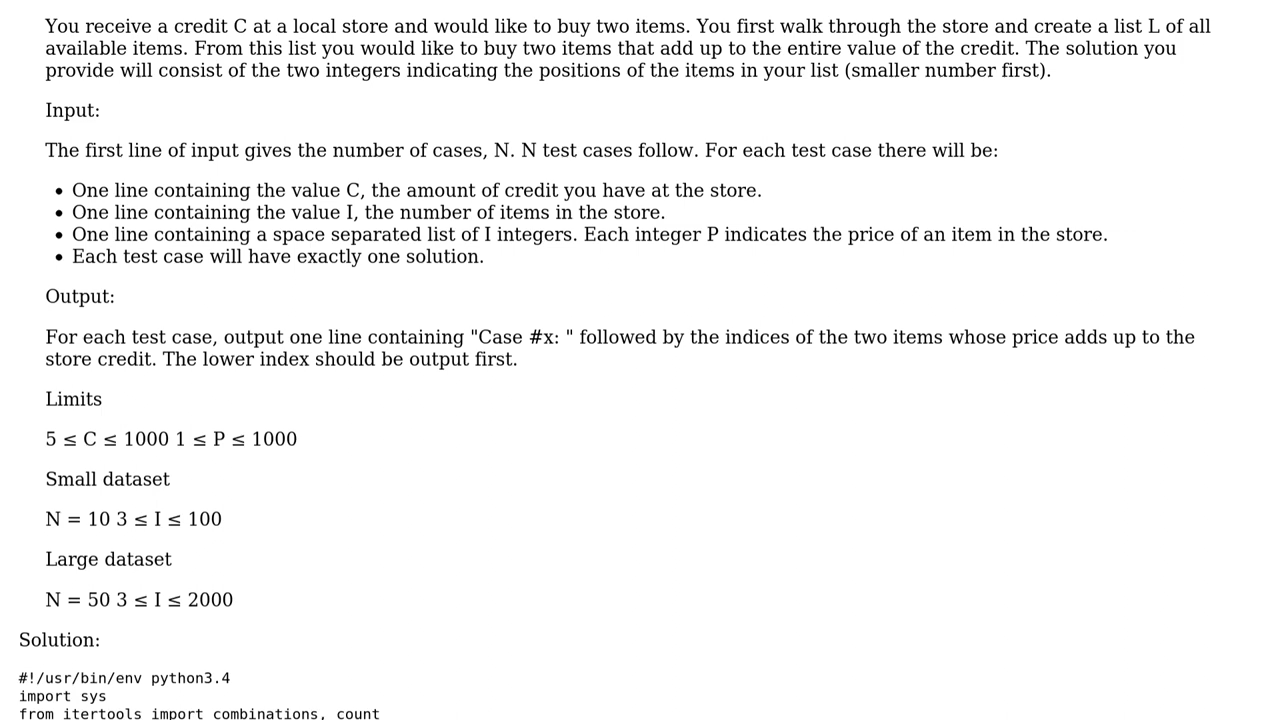 You receive a credit C at a local store and would like to buy two items. You first walk through the store and create a list L of all
available items. From this list you would like to buy two items that add up to the entire value of the credit. The solution you
provide will consist of the two integers indicating the positions of the items in your list (smaller number first).
Input:
The first line of input gives the number of cases, N. N test cases follow. For each test case there will be:
• One line containing the value C, the amount of credit you have at the store.
• One line containing the value I, the number of items in the store.
• One line containing a space separated list of I integers. Each integer P indicates the price of an item in the store.
• Each test case will have exactly one solution.
Output:
For each test case, output one line containing "Case #x: " followed by the indices of the two items whose price adds up to the
store credit. The lower index should be output first.
Limits
5 ≤ C ≤ 1000 1 ≤ P ≤ 1000
Small dataset
N = 10 3 ≤ I ≤ 100
Large dataset
N = 50 3 ≤ I ≤ 2000
Solution:
#!/usr/bin/env python3.4
import sys
from itertools import combinations, count